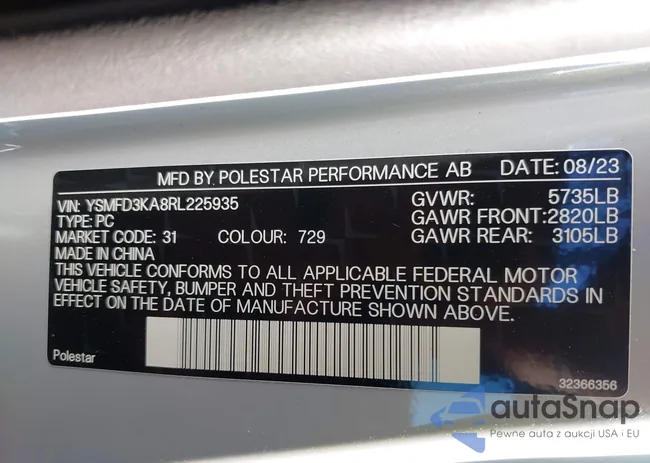 MFD BY POLESTAR PERFORMANCE AB DATE: 08/23
VIN: YSMFD3KA8RL225935 GVWR: 5735LB
TYPE: PC GAWR FRONT: 2820LB
MARKET CODE: 31 COLOUR: 729 GAWR REAR: 3105LB
MADE IN CHINA
THIS VEHICLE CONFORMS TO ALL APPLICABLE FEDERAL MOTOR
VEHICLE SAFETY, BUMPER AND THEFT PREVENTION STANDARDS IN
EFFECT ON THE DATE OF MANUFACTURE SHOWN ABOVE.
Polestar 32366356
autaSnap
Pewne auta z aukcji USA i EU